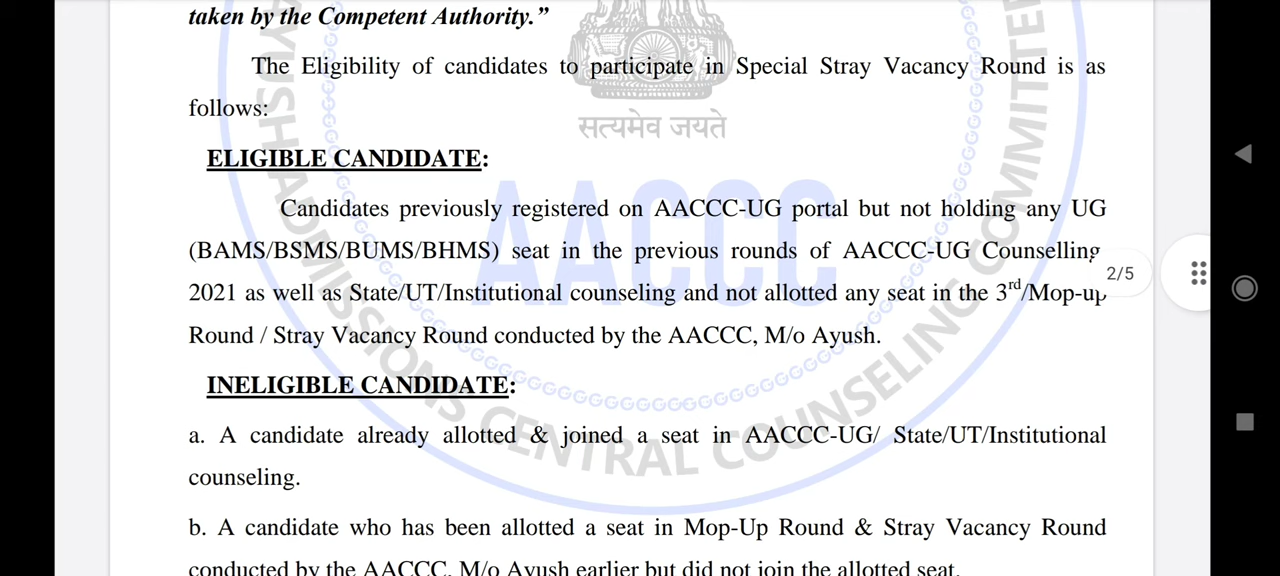 taken by the Competent Authority.”
The Eligibility of candidates to participate in Special Stray Vacancy Round is as
follows:
सत्यमेव जयते
ELIGIBLE CANDIDATE:
Candidates previously registered on AACCC-UG portal but not holding any UG
(BAMS/BSMS/BUMS/BHMS) seat in the previous rounds of AACCC-UG Counselling
2/5
2021 as well as State/UT/Institutional counseling and not allotted any seat in the 3rd/Mop-up
Round / Stray Vacancy Round conducted by the AACCC, M/o Ayush.
INELIGIBLE CANDIDATE:
a. A candidate already allotted & joined a seat in AACCC-UG/ State/UT/Institutional
counseling.
b. A candidate who has been allotted a seat in Mop-Up Round & Stray Vacancy Round
conducted by the AACCC, M/o Ayush earlier but did not join the allotted seat.
AACCC
AYUSH ADMISSIONS CENTRAL COUNSELING COMMITTEE